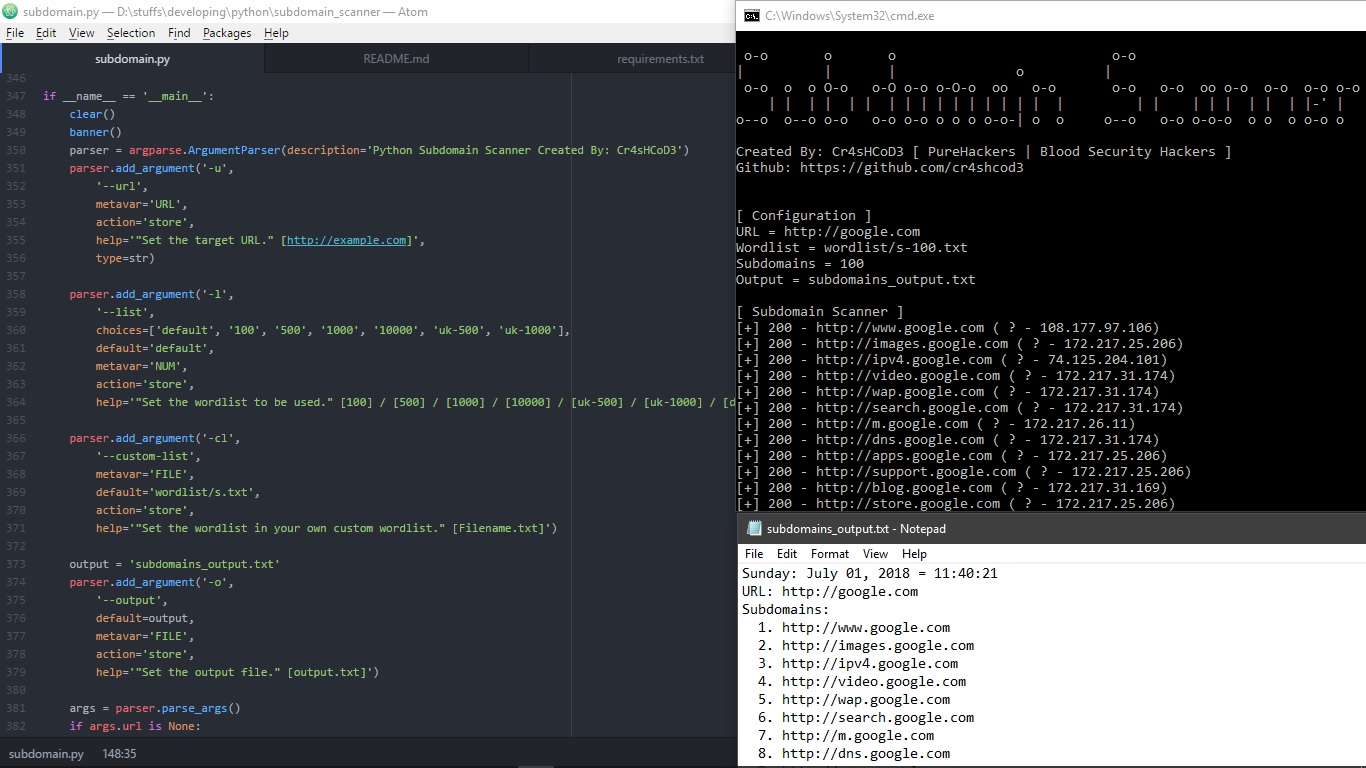 subdomain.py — D:\stuffs\developing\python\subdomain_scanner — Atom
File Edit View Selection Find Packages Help
subdomain.py README.md requirements.txt
346
347 if __name__ == '__main__':
348 clear()
349 banner()
350 parser = argparse.ArgumentParser(description='Python Subdomain Scanner Created By: Cr4sHCoD3')
351 parser.add_argument('-u',
352 '--url',
353 metavar='URL',
354 action='store',
355 help='"Set the target URL." [http://example.com]',
356 type=str)
357
358 parser.add_argument('-l',
359 '--list',
360 choices=['default', '100', '500', '1000', '10000', 'uk-500', 'uk-1000'],
361 default='default',
362 metavar='NUM',
363 action='store',
364 help='"Set the wordlist to be used." [100] / [500] / [1000] / [10000] / [uk-500] / [uk-1000] / [d
365
366 parser.add_argument('-cl',
367 '--custom-list',
368 metavar='FILE',
369 default='wordlist/s.txt',
370 action='store',
371 help='"Set the wordlist in your own custom wordlist." [Filename.txt]')
372
373 output = 'subdomains_output.txt'
374 parser.add_argument('-o',
375 '--output',
376 default=output,
377 metavar='FILE',
378 action='store',
379 help='"Set the output file." [output.txt]')
380
381 args = parser.parse_args()
382 if args.url is None:
subdomain.py 148:35
C:\Windows\System32\cmd.exe
Created By: Cr4sHCoD3 [ PureHackers | Blood Security Hackers ]
Github: https://github.com/cr4shcod3
[ Configuration ]
URL = http://google.com
Wordlist = wordlist/s-100.txt
Subdomains = 100
Output = subdomains_output.txt
[ Subdomain Scanner ]
[+] 200 - http://www.google.com ( ? - 108.177.97.106)
[+] 200 - http://images.google.com ( ? - 172.217.25.206)
[+] 200 - http://ipv4.google.com ( ? - 74.125.204.101)
[+] 200 - http://video.google.com ( ? - 172.217.31.174)
[+] 200 - http://wap.google.com ( ? - 172.217.31.174)
[+] 200 - http://search.google.com ( ? - 172.217.31.174)
[+] 200 - http://m.google.com ( ? - 172.217.26.11)
[+] 200 - http://dns.google.com ( ? - 172.217.31.174)
[+] 200 - http://apps.google.com ( ? - 172.217.25.206)
[+] 200 - http://support.google.com ( ? - 172.217.25.206)
[+] 200 - http://blog.google.com ( ? - 172.217.31.169)
[+] 200 - http://store.google.com ( ? - 172.217.25.206)
subdomains_output.txt - Notepad
File Edit Format View Help
Sunday: July 01, 2018 = 11:40:21
URL: http://google.com
Subdomains:
1. http://www.google.com
2. http://images.google.com
3. http://ipv4.google.com
4. http://video.google.com
5. http://wap.google.com
6. http://search.google.com
7. http://m.google.com
8. http://dns.google.com